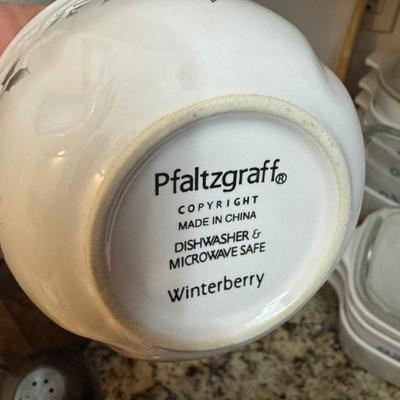 Pfaltzgraff®
COPYRIGHT
MADE IN CHINA
DISHWASHER &
MICROWAVE SAFE
Winterberry